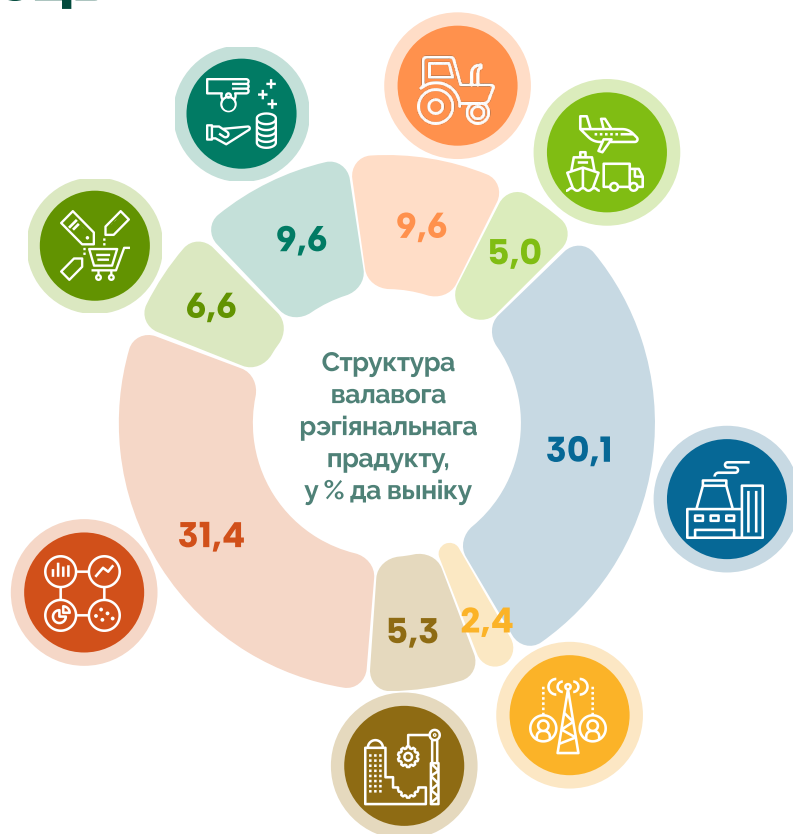 9,6
9,6
5,0
6,6
Структура
валавога
рэгіянальнага
прадукту,
у % да выніку
30,1
31,4
2,4
5,3